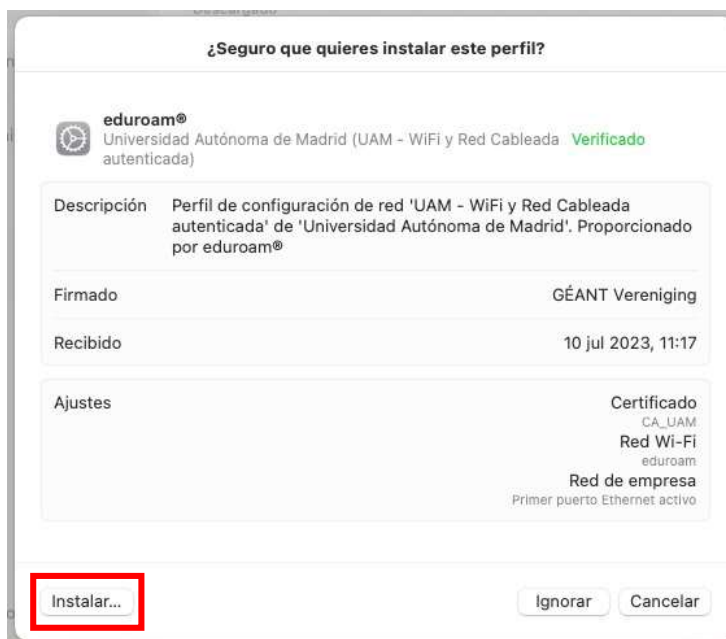 ¿Seguro que quieres instalar este perfil?
eduroam®
Universidad Autónoma de Madrid (UAM - WiFi y Red Cableada Verificado
autenticada)
Descripción Perfil de configuración de red 'UAM - WiFi y Red Cableada
autenticada' de 'Universidad Autónoma de Madrid'. Proporcionado
por eduroam®
Firmado GÉANT Vereniging
Recibido 10 jul 2023, 11:17
Ajustes Certificado
CA_UAM
Red Wi-Fi
eduroam
Red de empresa
Primer puerto Ethernet activo
Instalar... Ignorar Cancelar